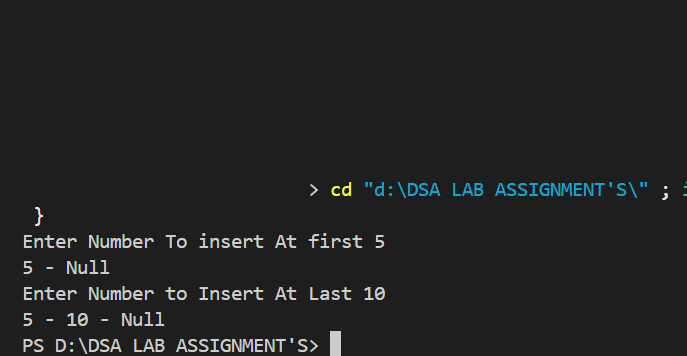 > cd "d:\DSA LAB ASSIGNMENT'S\" ;
}
Enter Number To insert At first 5
5 - Null
Enter Number to Insert At Last 10
5 - 10 - Null
PS D:\DSA LAB ASSIGNMENT'S>